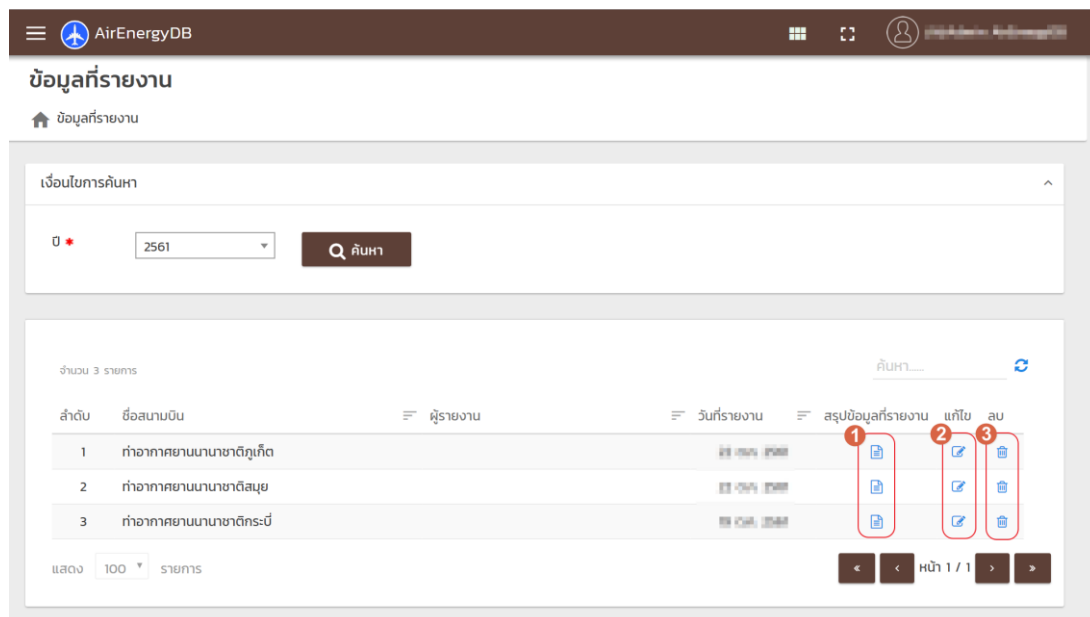 AirEnergyDB
ข้อมูลที่รายงาน
ข้อมูลที่รายงาน
เงื่อนไขการค้นหา
ปี * 2561 ค้นหา
จำนวน 3 รายการ ค้นหา.....
ลำดับ ชื่อสนามบิน ผู้รายงาน วันที่รายงาน สรุปข้อมูลที่รายงาน แก้ไข ลบ
1 2 3
1 ท่าอากาศยานนานาชาติภูเก็ต
2 ท่าอากาศยานนานาชาติสมุย
3 ท่าอากาศยานนานาชาติกระบี่
แสดง 100 รายการ « ‹ หน้า 1 / 1 › »